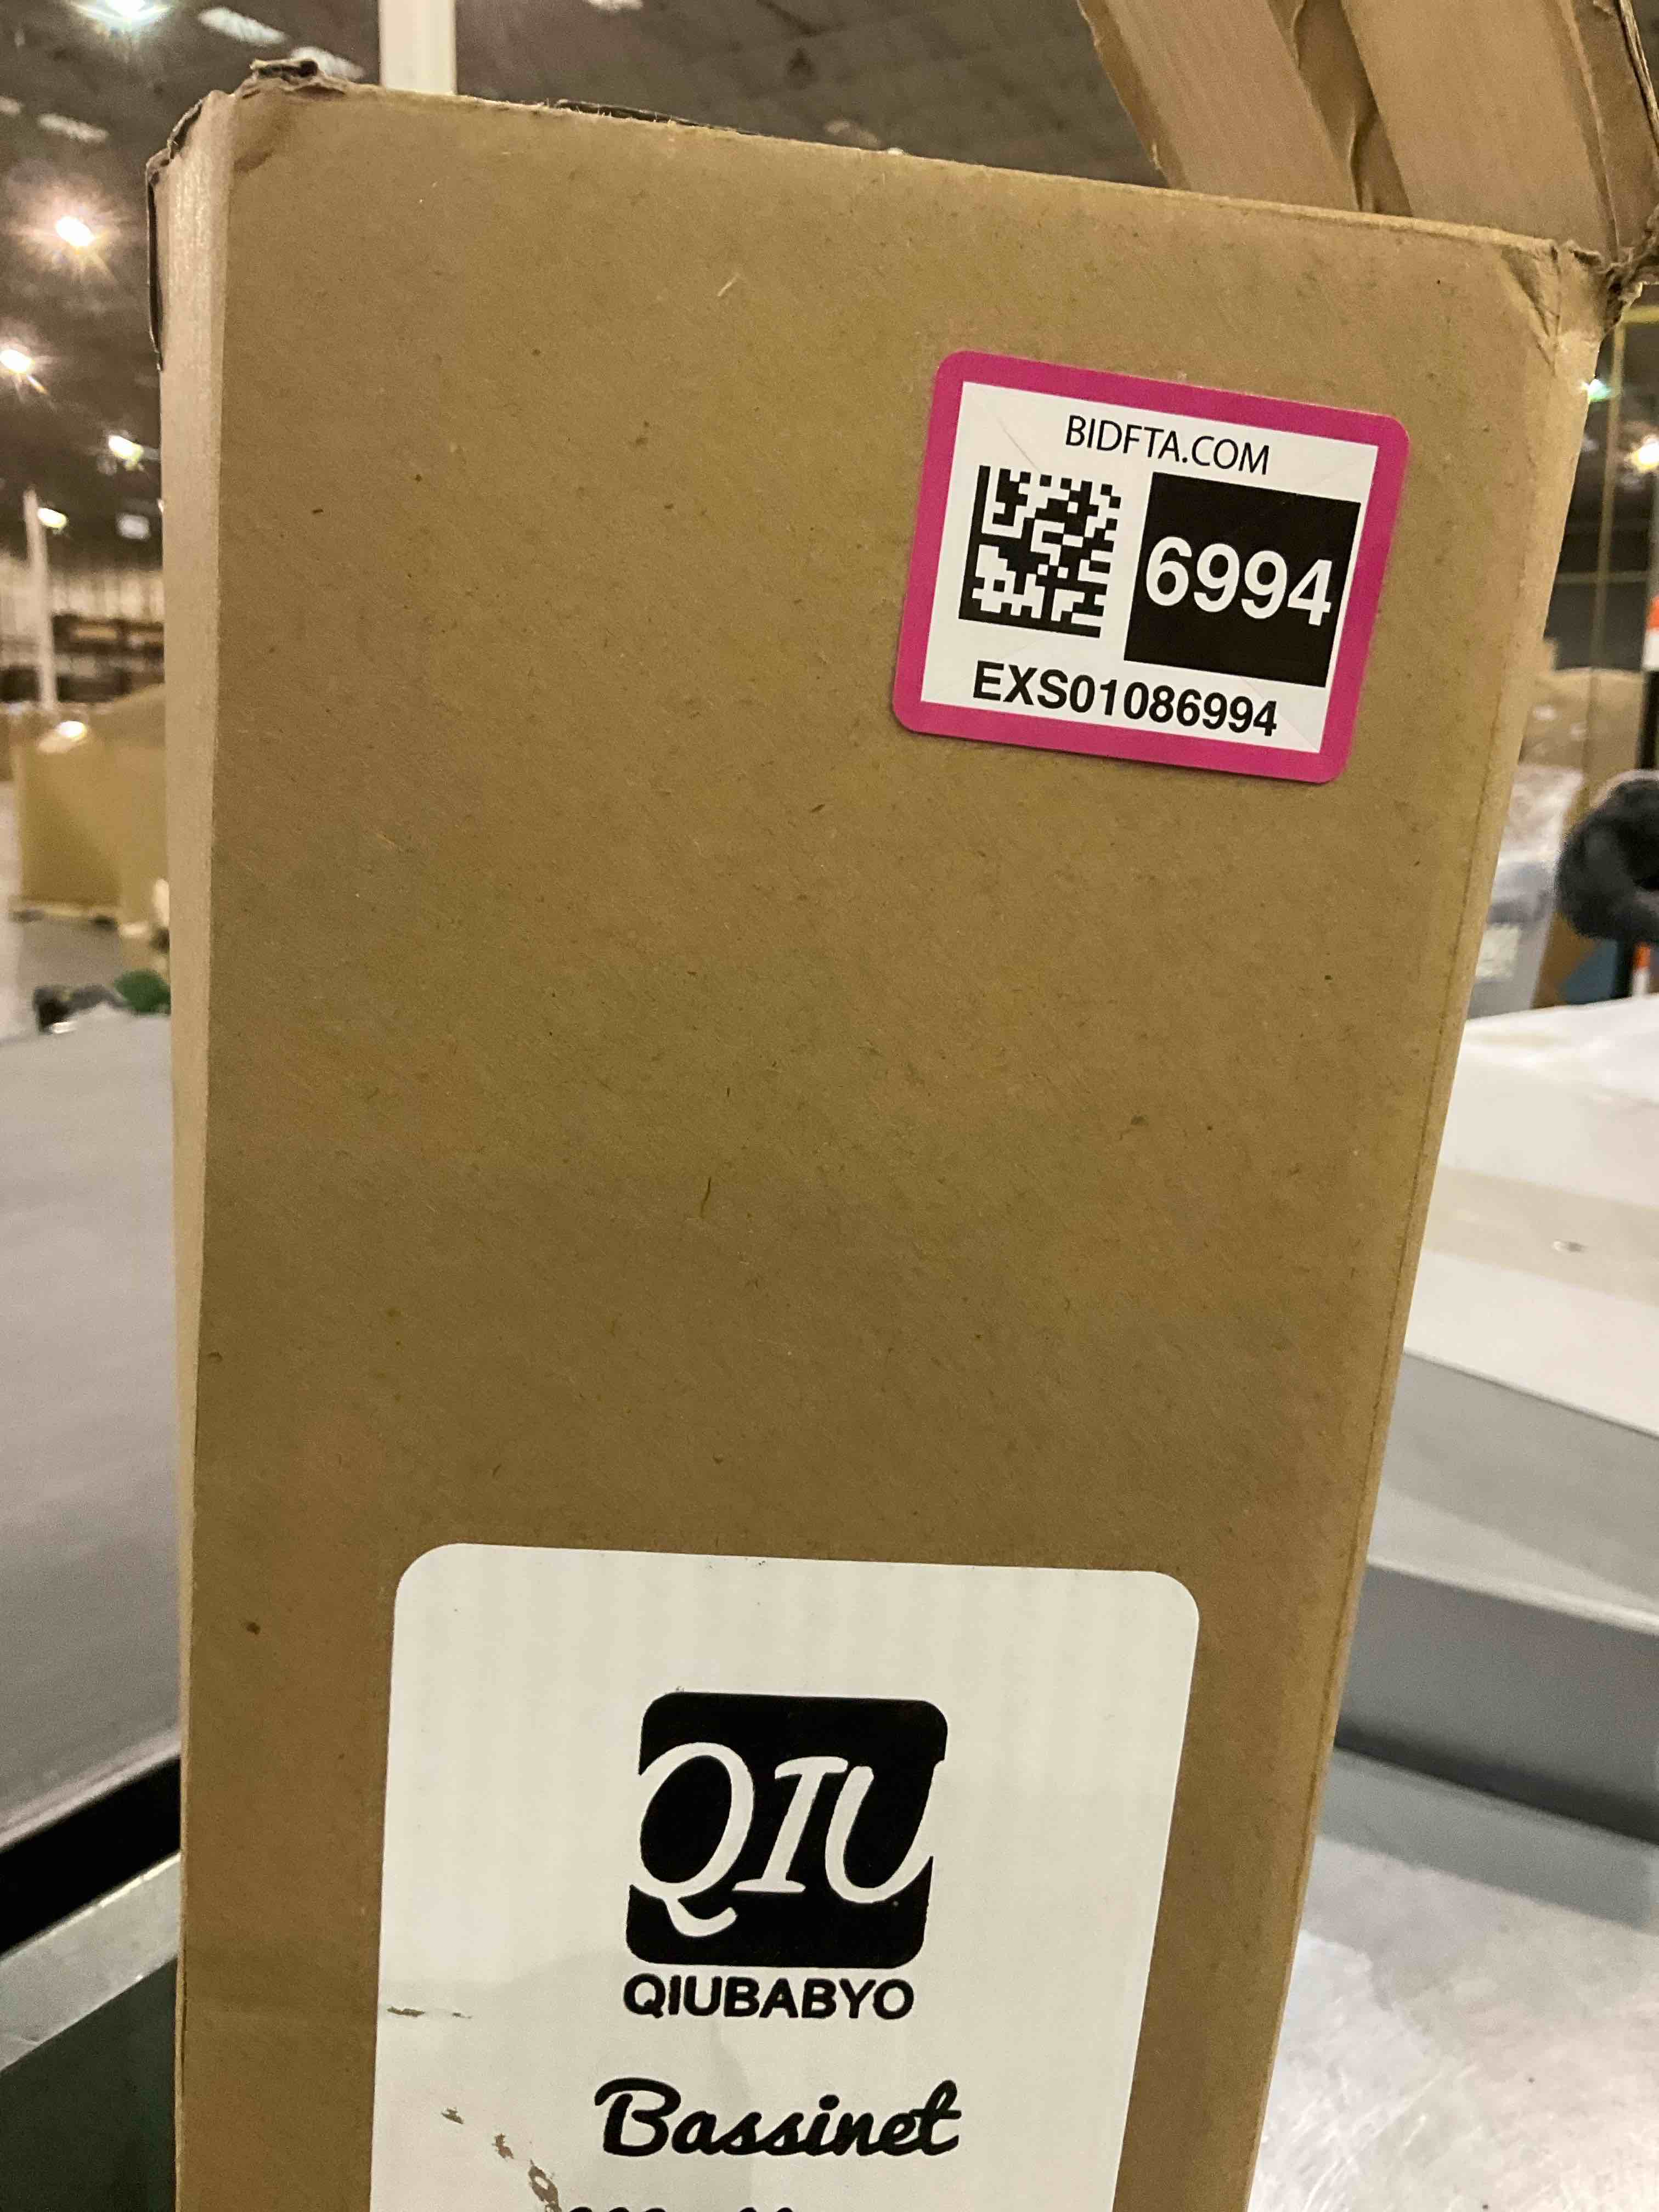 BIDFTA.COM
6994
EXS01086994
QIU
QIUBABYO
Bassinet